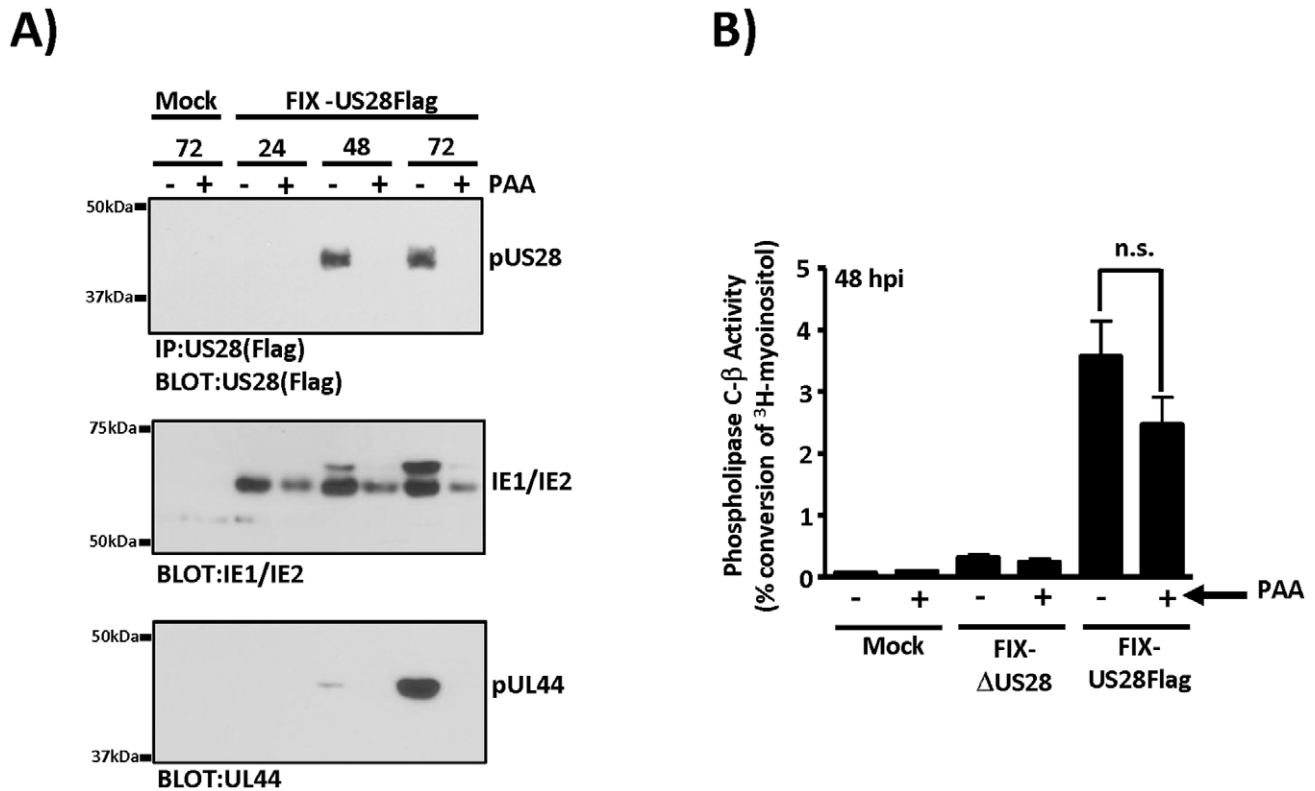 A)
Mock FIX -US28Flag
72 24 48 72
- + - + - + - + PAA
50kDa
pUS28
37kDa
IP:US28(Flag)
BLOT:US28(Flag)
75kDa
IE1/IE2
50kDa
BLOT:IE1/IE2
50kDa
pUL44
37kDa
BLOT:UL44
B)
Phospholipase C-β Activity
(% conversion of ³H-myoinositol)
48 hpi
n.s.
5
4
3
2
1
0
- + - + - + PAA
Mock FIX- FIX-
ΔUS28 US28Flag